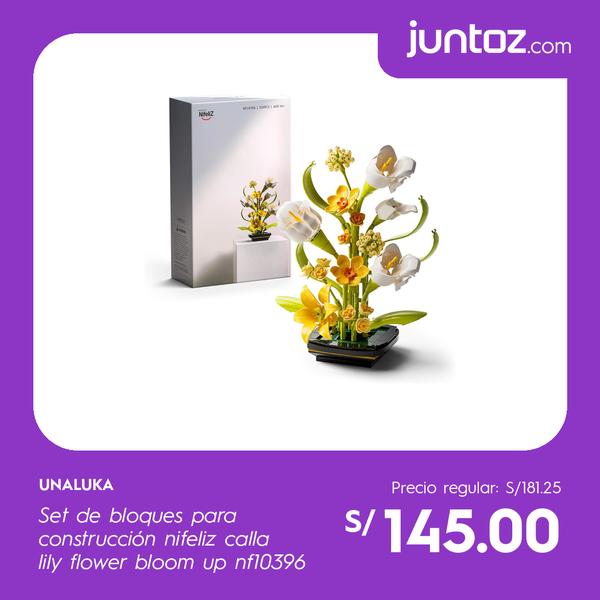 juntoz.com
NIFELIZ
UNALUKA
Set de bloques para
construcción nifeliz calla
lily flower bloom up nf10396
Precio regular: S/181.25
S/145.00